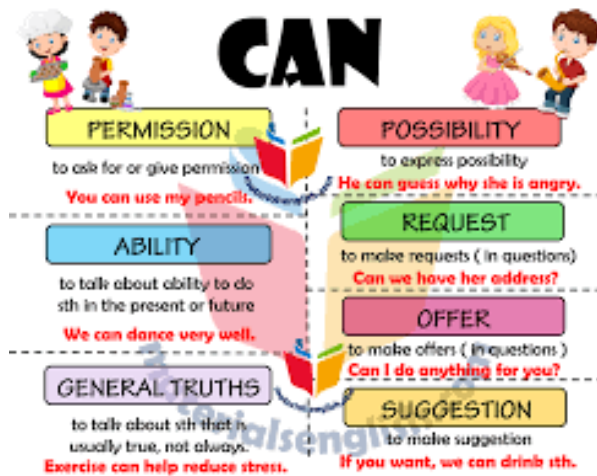 CAN
PERMISSION
to ask for or give permission
You can use my pencils.
ABILITY
to talk about ability to do
sth in the present or future
We can dance very well.
GENERAL TRUTHS
to talk about sth that is
usually true, not always.
Exercise can help reduce stress.
POSSIBILITY
to express possibility
He can guess why she is angry.
REQUEST
to make requests ( in questions)
Can we have her address?
OFFER
to make offers ( in questions )
Can I do anything for you?
SUGGESTION
to make suggestion
If you want, we can drink sth.